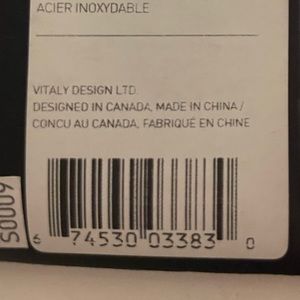 ACIER INOXYDABLE
VITALY DESIGN LTD.
DESIGNED IN CANADA, MADE IN CHINA /
CONCU AU CANADA, FABRIQUÉ EN CHINE
6 74530 03383 0
S0009